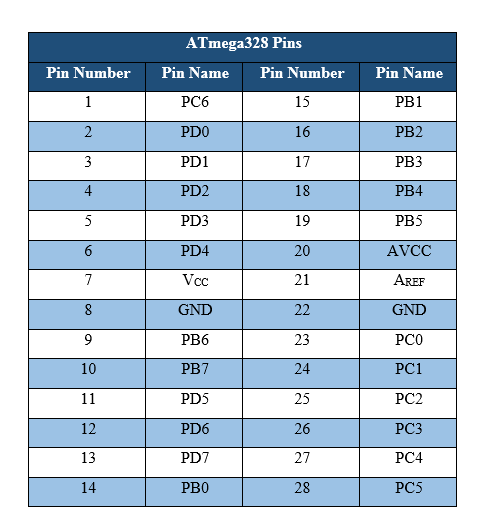 ATmega328 Pins
Pin Number Pin Name Pin Number Pin Name
1 PC6 15 PB1
2 PD0 16 PB2
3 PD1 17 PB3
4 PD2 18 PB4
5 PD3 19 PB5
6 PD4 20 AVCC
7 Vcc 21 AREF
8 GND 22 GND
9 PB6 23 PC0
10 PB7 24 PC1
11 PD5 25 PC2
12 PD6 26 PC3
13 PD7 27 PC4
14 PB0 28 PC5